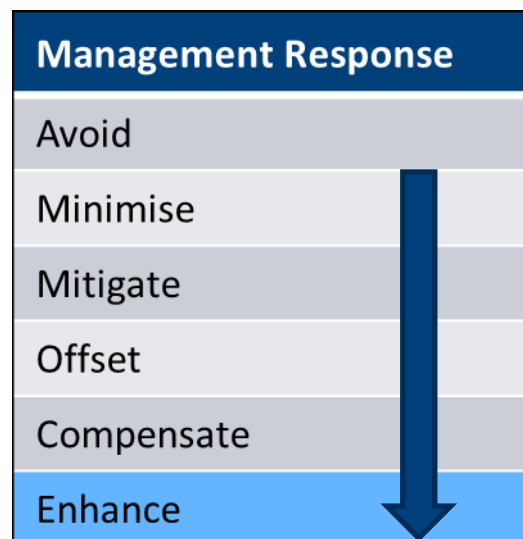 Management Response
Avoid
Minimise
Mitigate
Offset
Compensate
Enhance